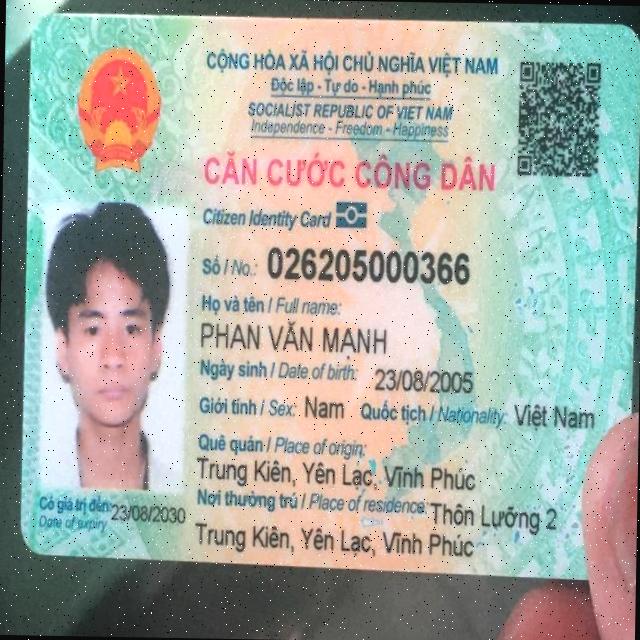 CỘNG HÒA XÃ HỘI CHỦ NGHĨA VIỆT NAM
Độc lập - Tự do - Hạnh phúc
SOCIALIST REPUBLIC OF VIET NAM
Independence - Freedom - Happiness
CĂN CƯỚC CÔNG DÂN
Citizen Identity Card
Số / No.: 026205000366
Họ và tên / Full name:
PHAN VĂN MẠNH
Ngày sinh / Date of birth: 23/08/2005
Giới tính / Sex: Nam Quốc tịch / Nationality: Việt Nam
Quê quán / Place of origin:
Trung Kiên, Yên Lạc, Vĩnh Phúc
Nơi thường trú / Place of residence: Thôn Lưỡng 2
Trung Kiên, Yên Lạc, Vĩnh Phúc
Có giá trị đến: 23/08/2030
Date of expiry